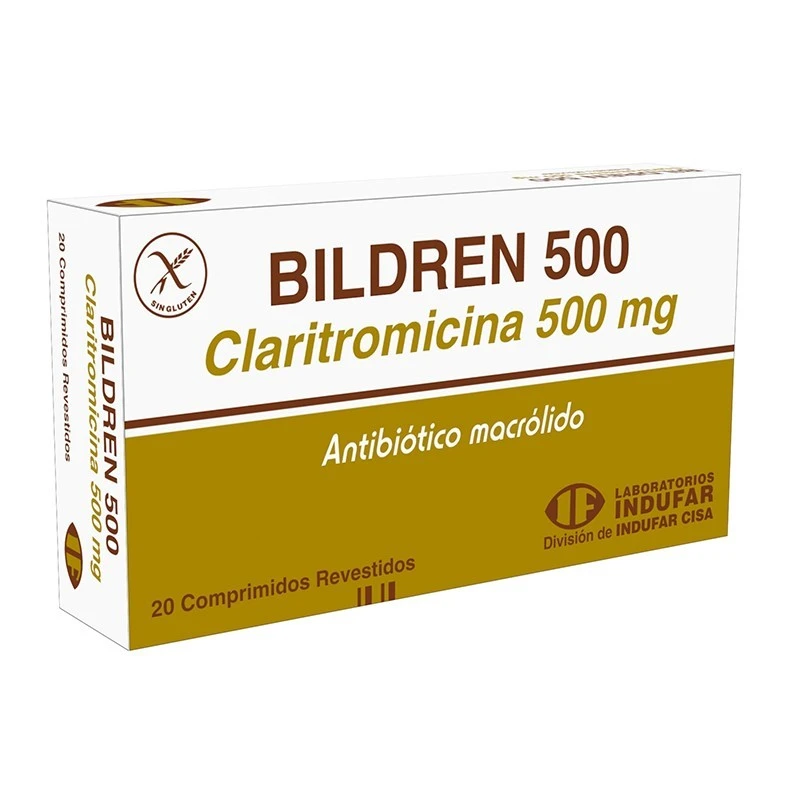 BILDREN 500
Claritromicina 500 mg
SIN GLUTEN
Antibiótico macrólido
LABORATORIOS
INDUFAR
División de INDUFAR CISA
20 Comprimidos Revestidos
BILDREN 500
Claritromicina 500 mg
20 Comprimidos Revestidos